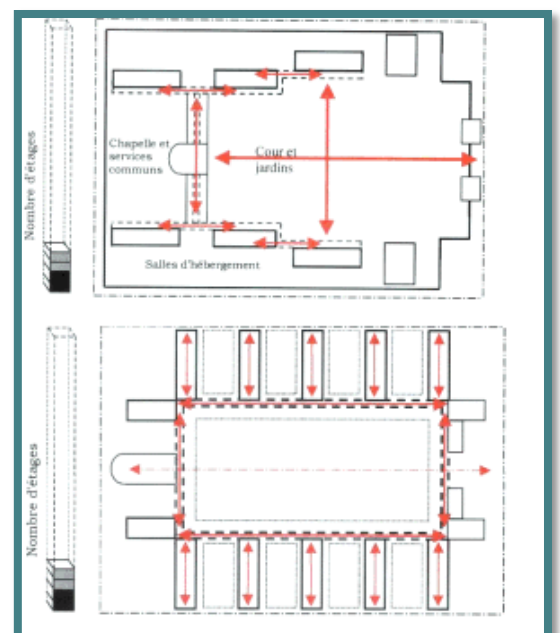 Nombre d'étages
Chapelle et
services
communs
Cour et
jardins
Salles d'hébergement
Nombre d'étages